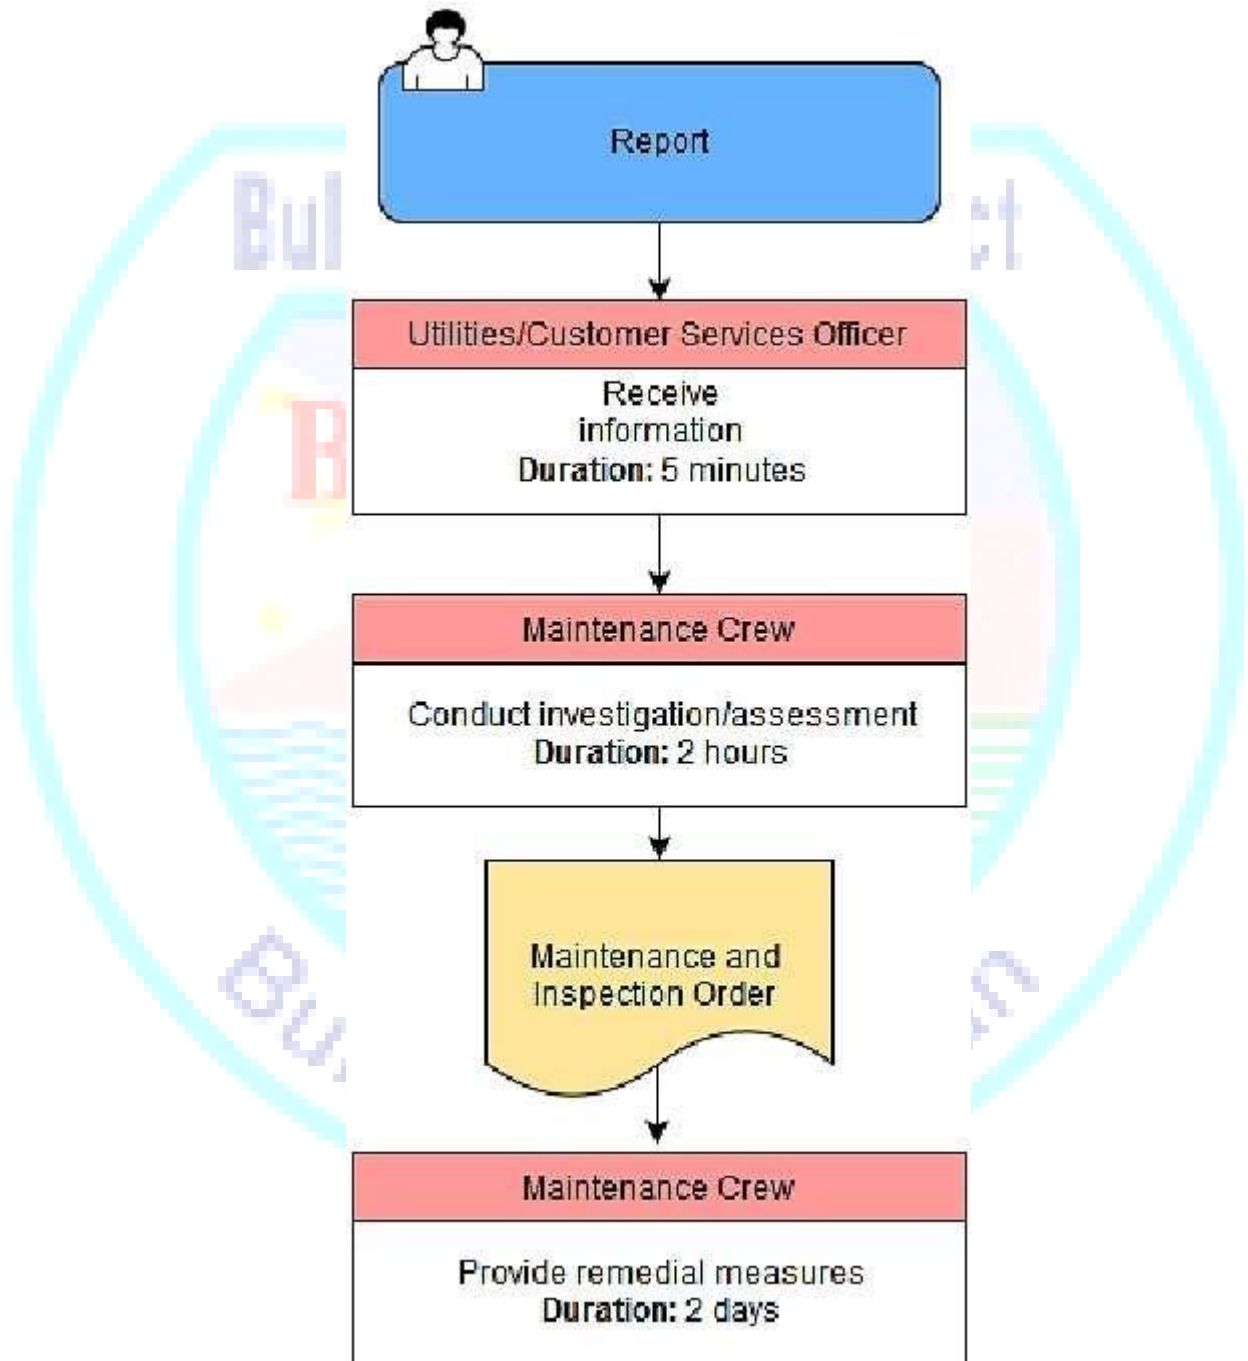 Report
Utilities/Customer Services Officer
Receive
information
Duration: 5 minutes
Maintenance Crew
Conduct investigation/assessment
Duration: 2 hours
Maintenance and
Inspection Order
Maintenance Crew
Provide remedial measures
Duration: 2 days